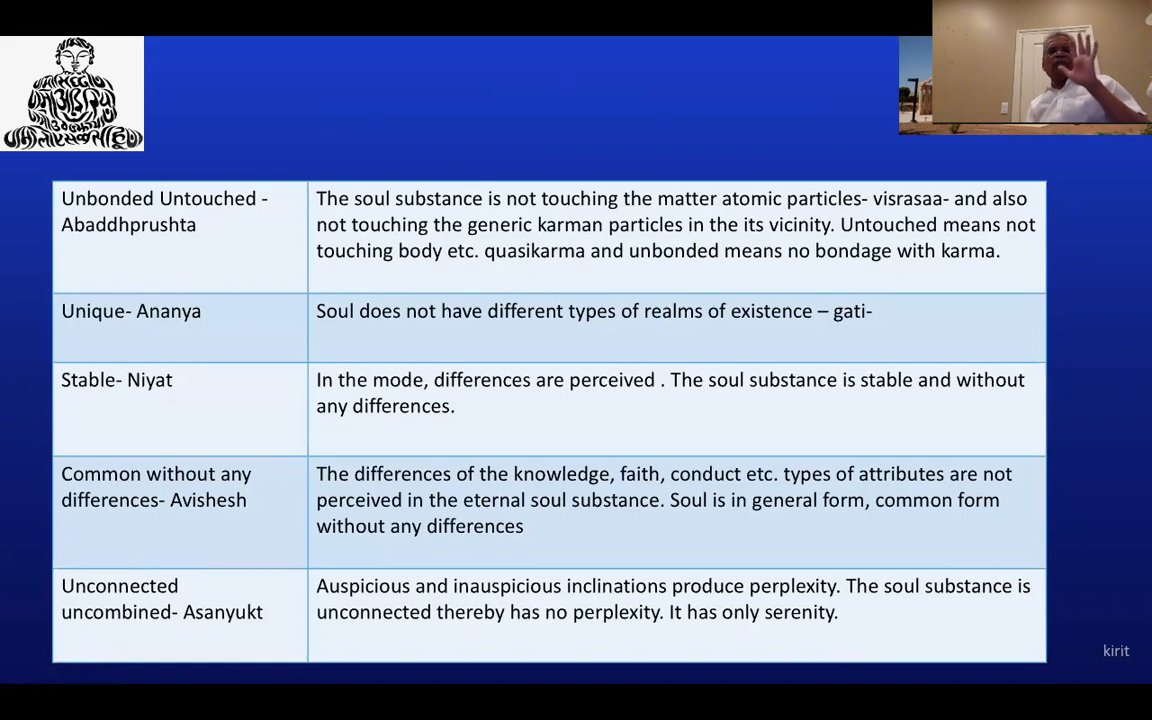 Unbonded Untouched -
Abaddhprushta
The soul substance is not touching the matter atomic particles- visrasaa- and also
not touching the generic karman particles in the its vicinity. Untouched means not
touching body etc. quasikarma and unbonded means no bondage with karma.
Unique- Ananya
Soul does not have different types of realms of existence – gati-
Stable- Niyat
In the mode, differences are perceived . The soul substance is stable and without
any differences.
Common without any
differences- Avishesh
The differences of the knowledge, faith, conduct etc. types of attributes are not
perceived in the eternal soul substance. Soul is in general form, common form
without any differences
Unconnected
uncombined- Asanyukt
Auspicious and inauspicious inclinations produce perplexity. The soul substance is
unconnected thereby has no perplexity. It has only serenity.
kirit